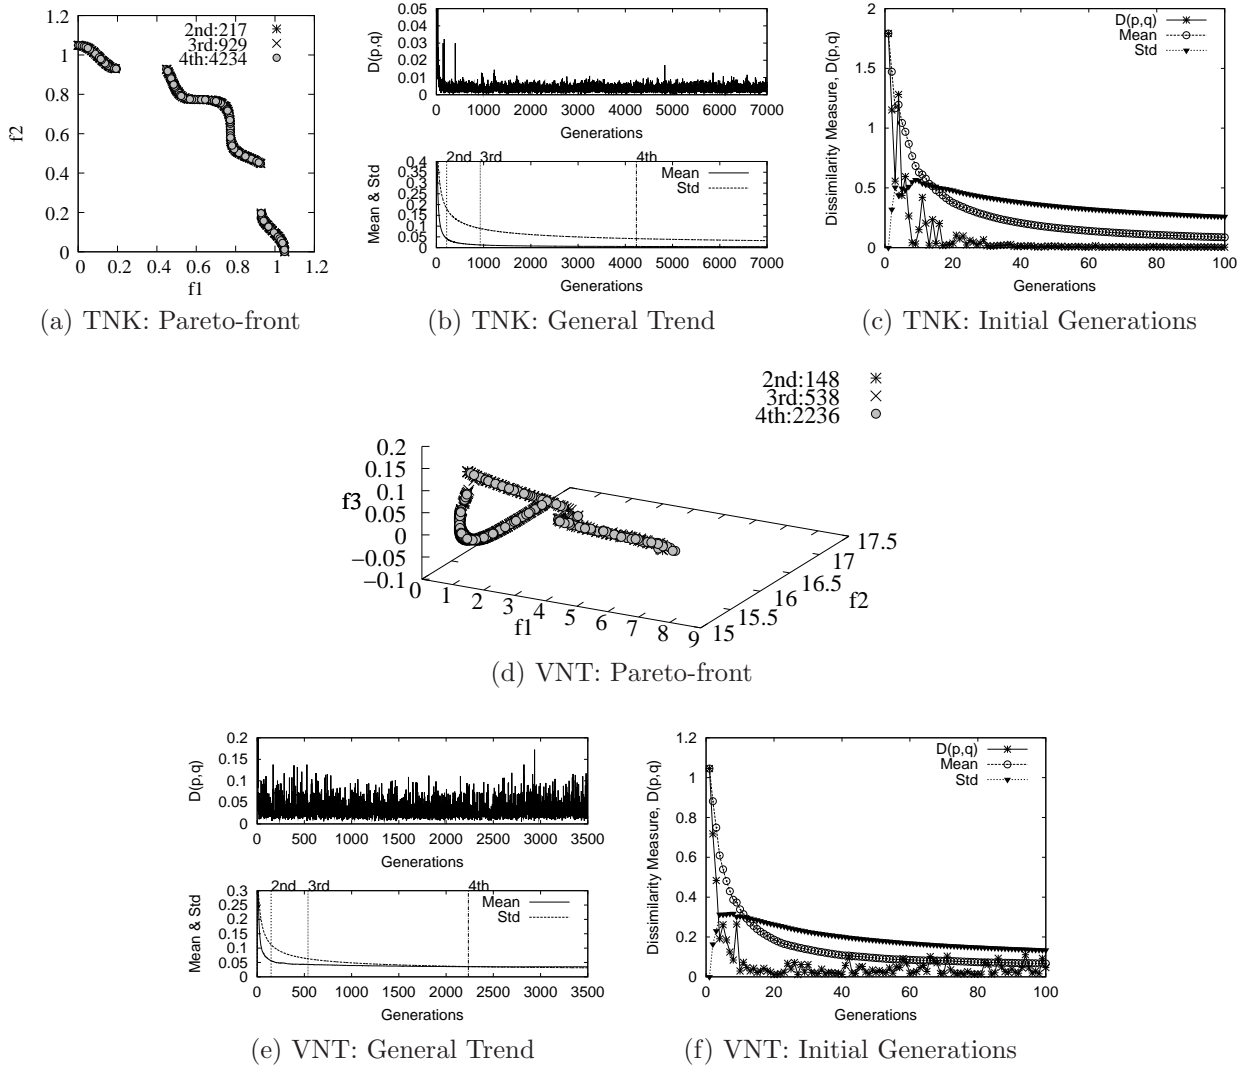 1.2
1
0.8
0.6
0.4
0.2
0
f2
2nd:217
3rd:929
4th:4234
0 0.2 0.4 0.6 0.8 1 1.2
f1
(a) TNK: Pareto-front
0.05
0.04
0.03
0.02
0.01
0
D(p,q)
0 1000 2000 3000 4000 5000 6000 7000
Generations
0.4
0.35
0.3
0.25
0.2
0.15
0.1
0.05
0
Mean & Std
2nd 3rd 4th
Mean
Std
0 1000 2000 3000 4000 5000 6000 7000
Generations
(b) TNK: General Trend
2
1.5
1
0.5
0
Dissimilarity Measure, D(p,q)
D(p,q)
Mean
Std
0 20 40 60 80 100
Generations
(c) TNK: Initial Generations
2nd:148
3rd:538
4th:2236
0.2
0.15
0.1
0.05
0
−0.05
−0.1
f3
0 1 2 3 4 5 6 7 8 9
f1
15
15.5
16
16.5
17
17.5
f2
(d) VNT: Pareto-front
0.2
0.15
0.1
0.05
0
D(p,q)
0 500 1000 1500 2000 2500 3000 3500
Generations
0.3
0.25
0.2
0.15
0.1
0.05
0
Mean & Std
2nd 3rd 4th
Mean
Std
0 500 1000 1500 2000 2500 3000 3500
Generations
(e) VNT: General Trend
1.2
1
0.8
0.6
0.4
0.2
0
Dissimilarity Measure, D(p,q)
D(p,q)
Mean
Std
0 20 40 60 80 100
Generations
(f) VNT: Initial Generations